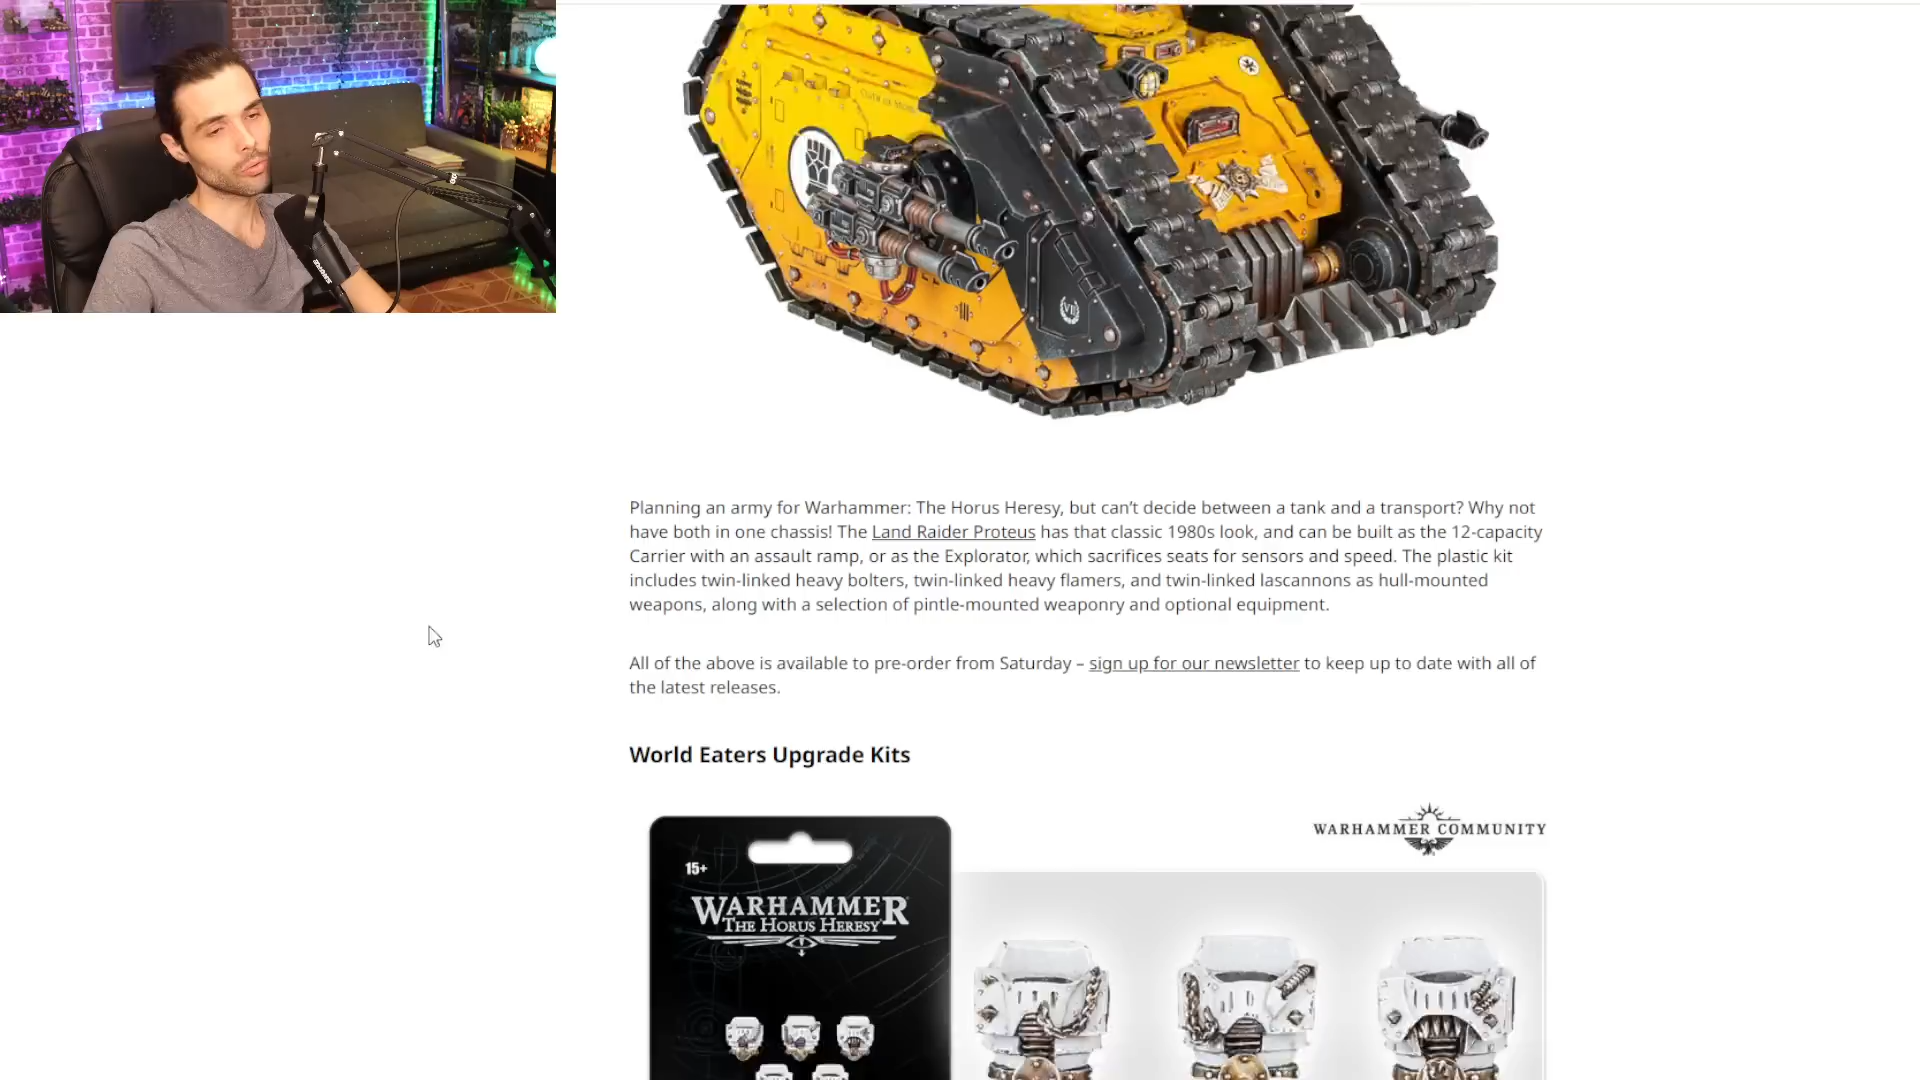 VII
Planning an army for Warhammer: The Horus Heresy, but can’t decide between a tank and a transport? Why not
have both in one chassis! The Land Raider Proteus has that classic 1980s look, and can be built as the 12-capacity
Carrier with an assault ramp, or as the Explorator, which sacrifices seats for sensors and speed. The plastic kit
includes twin-linked heavy bolters, twin-linked heavy flamers, and twin-linked lascannons as hull-mounted
weapons, along with a selection of pintle-mounted weaponry and optional equipment.
All of the above is available to pre-order from Saturday – sign up for our newsletter to keep up to date with all of
the latest releases.
World Eaters Upgrade Kits
WARHAMMER COMMUNITY
15+
WARHAMMER
THE HORUS HERESY